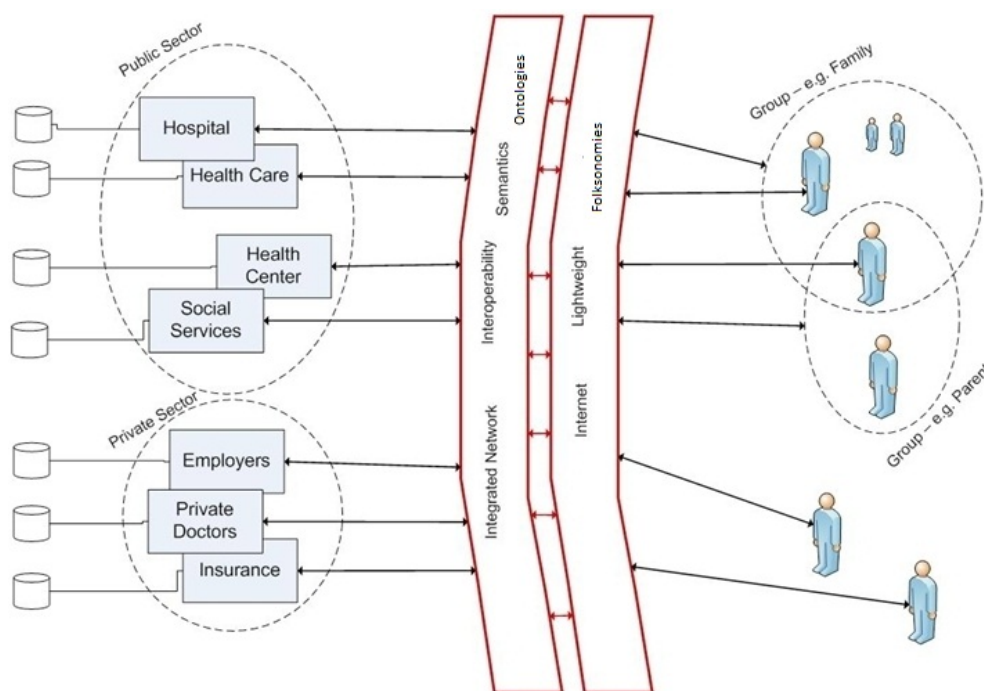 Public Sector
Hospital
Health Care
Health
Center
Social
Services
Private Sector
Employers
Private
Doctors
Insurance
Ontologies
Semantics
Interoperability
Integrated Network
Folksonomies
Lightweight
Internet
Group – e.g. Family
Group – e.g. Parent